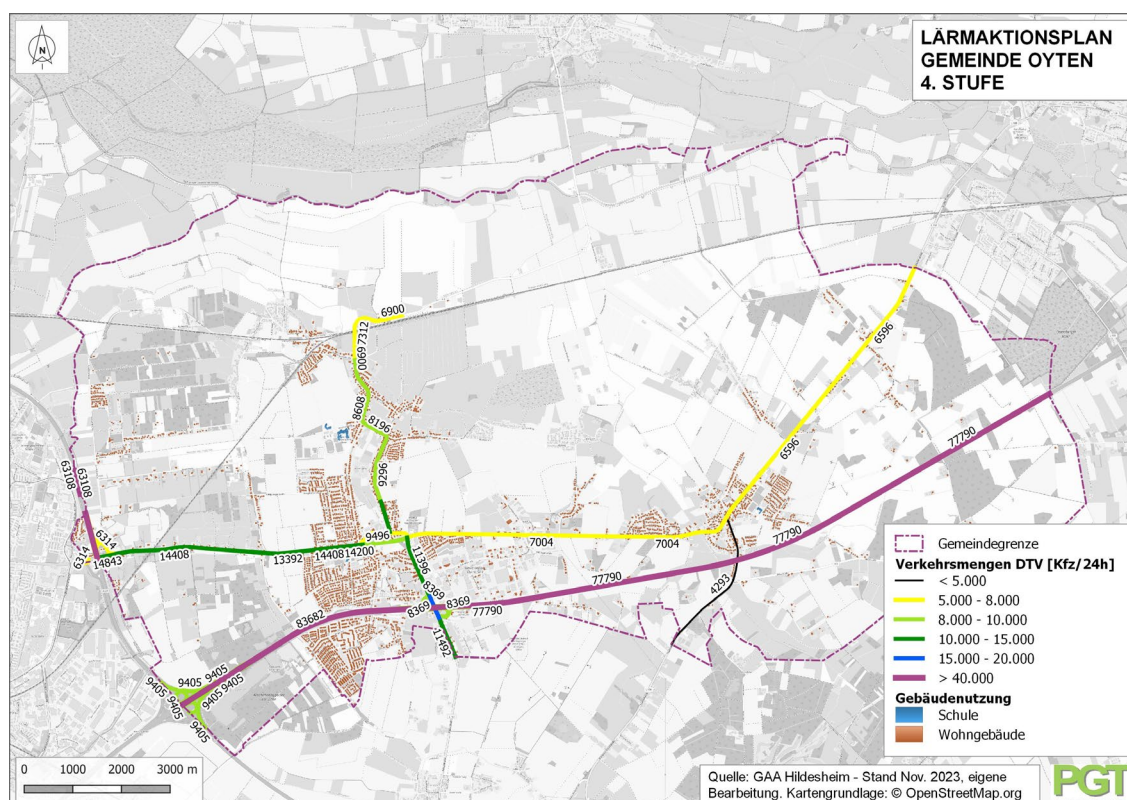 LÄRMAKTIONSPLAN
GEMEINDE OYTEN
4. STUFE
N
6900
7312
6900
8608
8196
9296
6596
6596
77790
63108
63108
6314
6314
14843
14408
13392
14408
14200
9496
11396
7004
7004
77790
77790
4293
8369
8369
8369
77790
83682
11492
9405
9405
9405
9405
9405
9405
9405
Gemeindegrenze
Verkehrsmengen DTV [Kfz/24h]
< 5.000
5.000 - 8.000
8.000 - 10.000
10.000 - 15.000
15.000 - 20.000
> 40.000
Gebäudenutzung
Schule
Wohngebäude
0 1000 2000 3000 m
Quelle: GAA Hildesheim - Stand Nov. 2023, eigene
Bearbeitung. Kartengrundlage: © OpenStreetMap.org
PGT